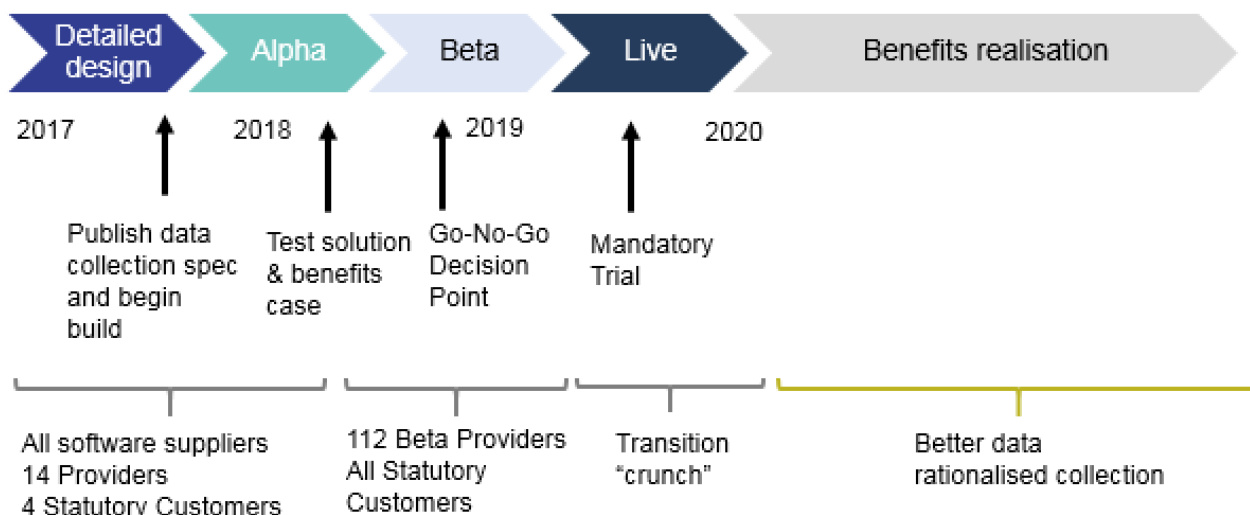 Detailed
design
Alpha
Beta
Live
Benefits realisation
2017
2018
2019
2020
Publish data
collection spec
and begin
build
Test solution
& benefits
case
Go-No-Go
Decision
Point
Mandatory
Trial
All software suppliers
14 Providers
4 Statutory Customers
112 Beta Providers
All Statutory
Customers
Transition
“crunch”
Better data
rationalised collection